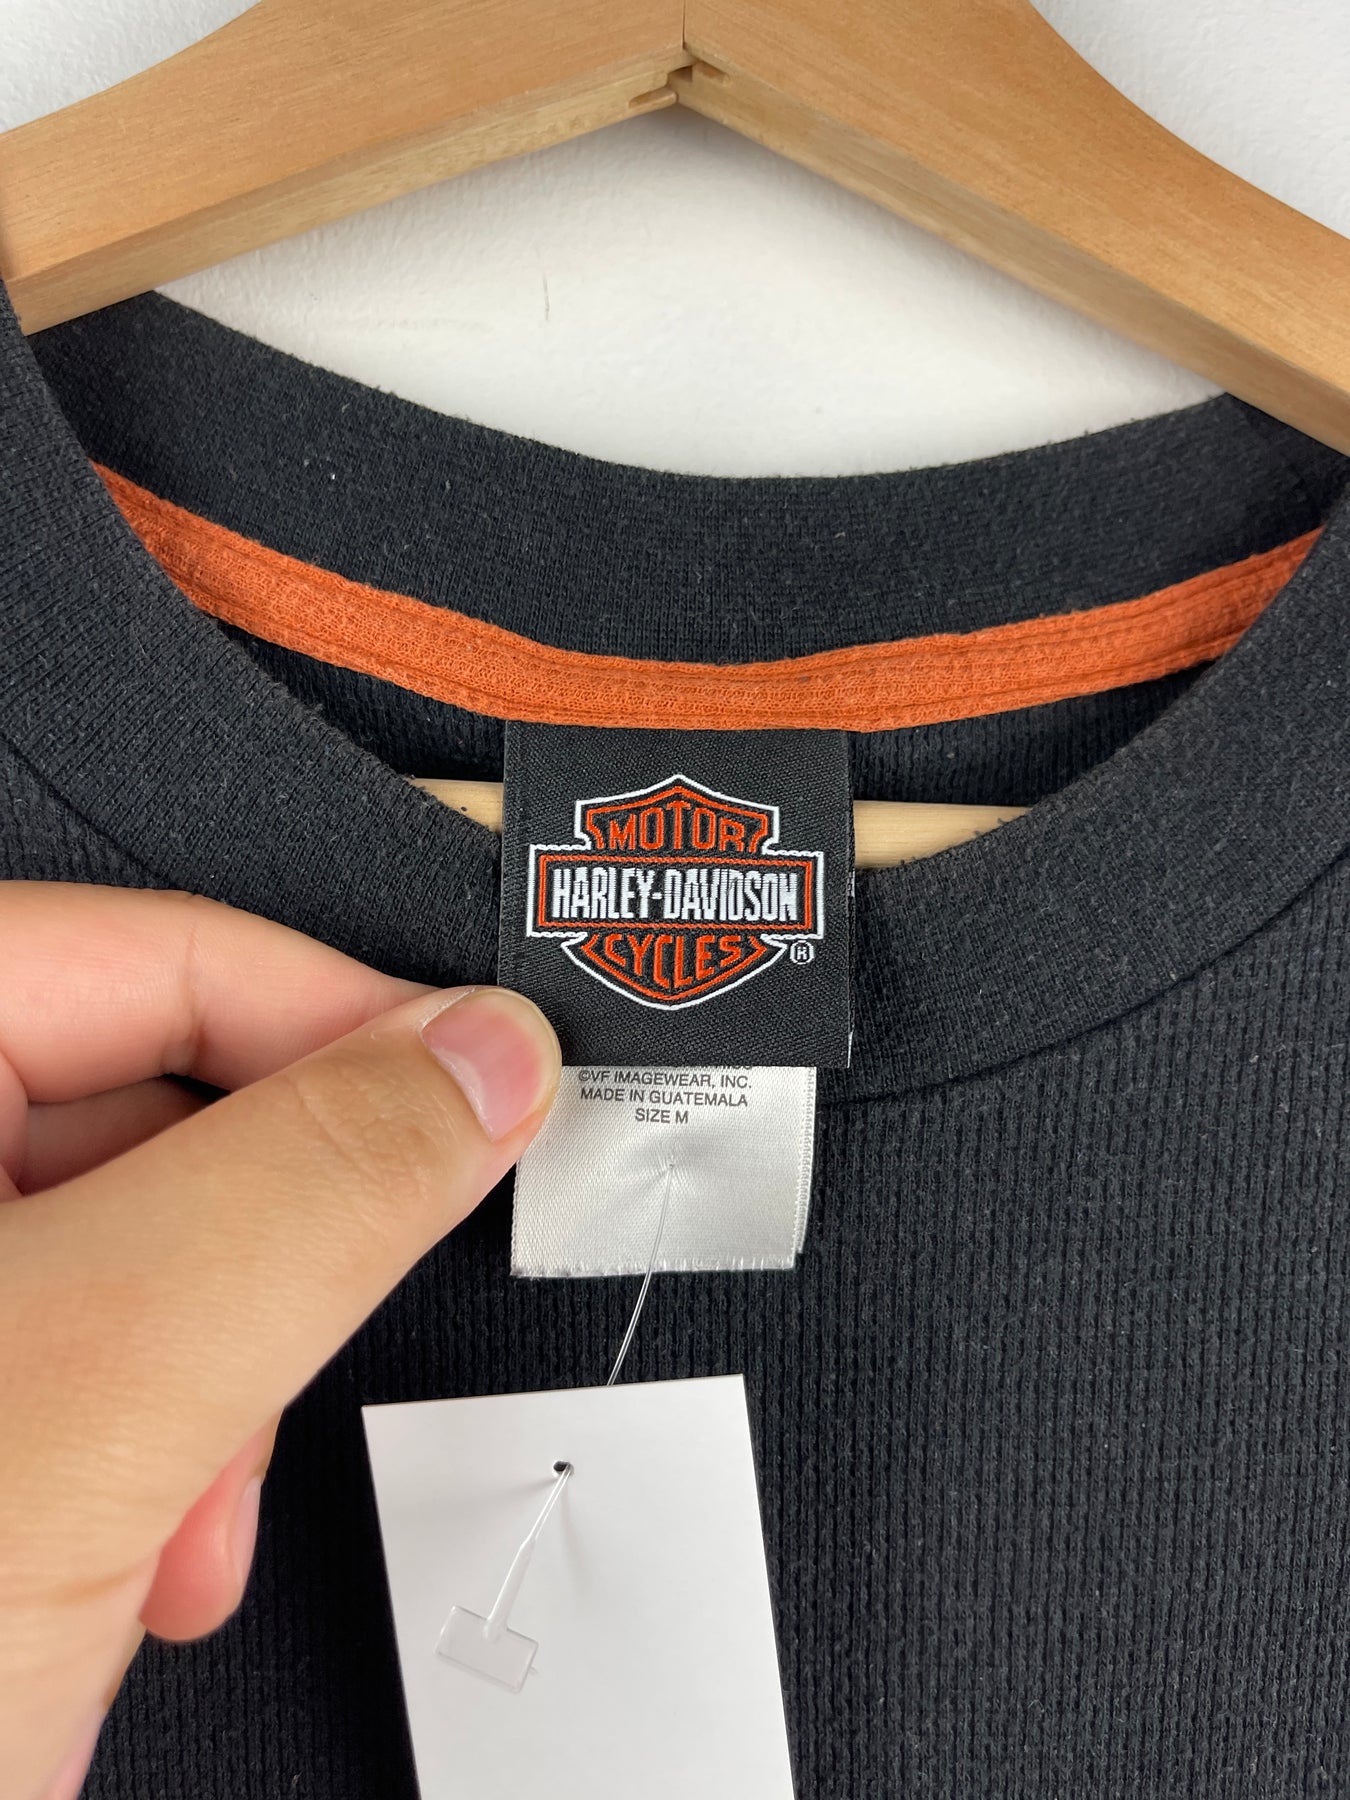 MOTOR
HARLEY-DAVIDSON
CYCLES
®
©VF IMAGEWEAR, INC.
MADE IN GUATEMALA
SIZE M